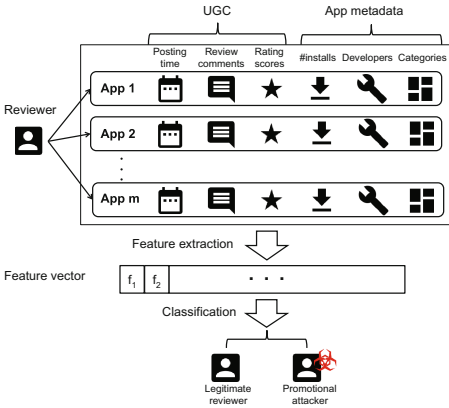 UGC App metadata
Posting time Review comments Rating scores #installs Developers Categories
App 1
Reviewer
App 2
App m
Feature extraction
Feature vector f1 f2 . . .
Classification
Legitimate reviewer Promotional attacker